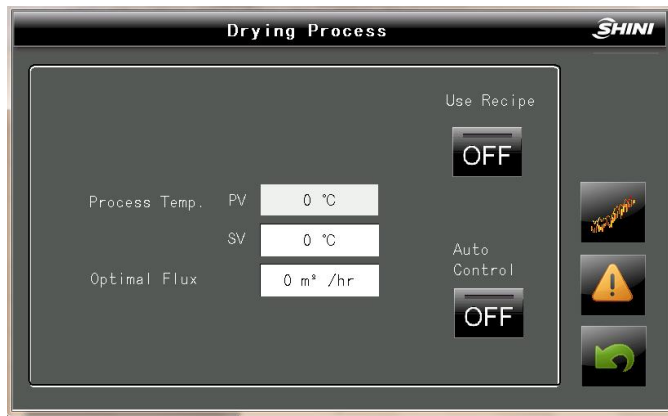 Drying Process
SHINI
Use Recipe
OFF
Process Temp. PV 0 ℃
SV 0 ℃
Auto Control
Optimal Flux 0 m³ /hr
OFF